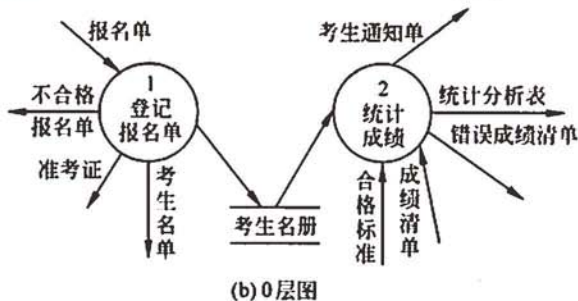 报名单
不合格
报名单
1
登记
报名单
准考证
考生名单
考生名册
考生通知单
2
统计
成绩
统计分析表
错误成绩清单
合格标准
成绩清单
(b) 0层图